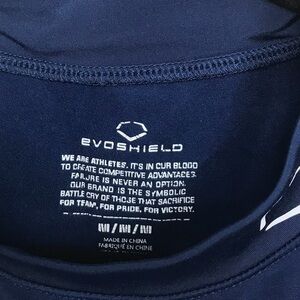 EVOSHIELD
WE ARE ATHLETES. IT'S IN OUR BLOOD
TO CREATE COMPETITIVE ADVANTAGES.
FAILURE IS NEVER AN OPTION.
OUR BRAND IS THE SYMBOLIC
BATTLE CRY OF THOSE THAT SACRIFICE
FOR TEAM, FOR PRIDE, FOR VICTORY.
M/M/M
MADE IN CHINA
FABRIQUÉ EN CHINE